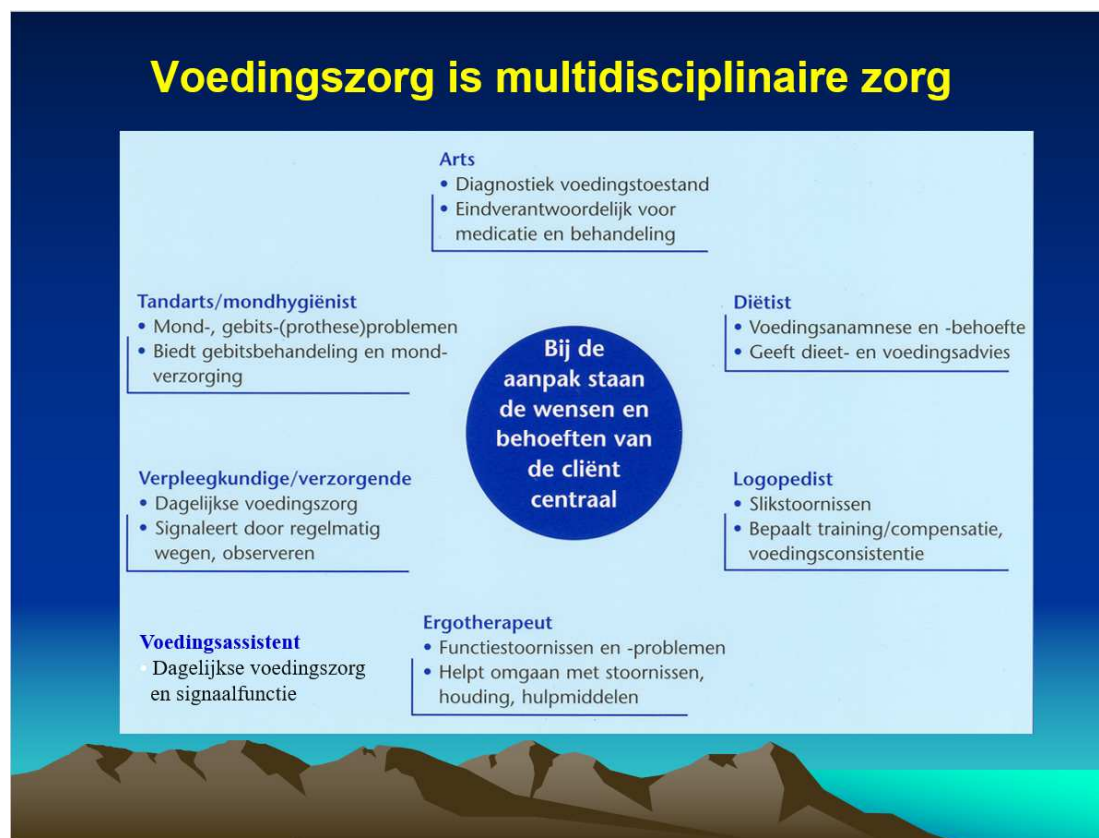 Voedingszorg is multidisciplinaire zorg
Arts
• Diagnostiek voedingstoestand
• Eindverantwoordelijk voor
medicatie en behandeling
Tandarts/mondhygiënist
• Mond-, gebits-(prothese)problemen
• Biedt gebitsbehandeling en mond-
verzorging
Diëtist
• Voedingsanamnese en -behoefte
• Geeft dieet- en voedingsadvies
Bij de
aanpak staan
de wensen en
behoeften van
de cliënt
centraal
Verpleegkundige/verzorgende
• Dagelijkse voedingszorg
• Signaleert door regelmatig
wegen, observeren
Logopedist
• Slikstoornissen
• Bepaalt training/compensatie,
voedingsconsistentie
Voedingsassistent
• Dagelijkse voedingszorg
en signaalfunctie
Ergotherapeut
• Functiestoornissen en -problemen
• Helpt omgaan met stoornissen,
houding, hulpmiddelen